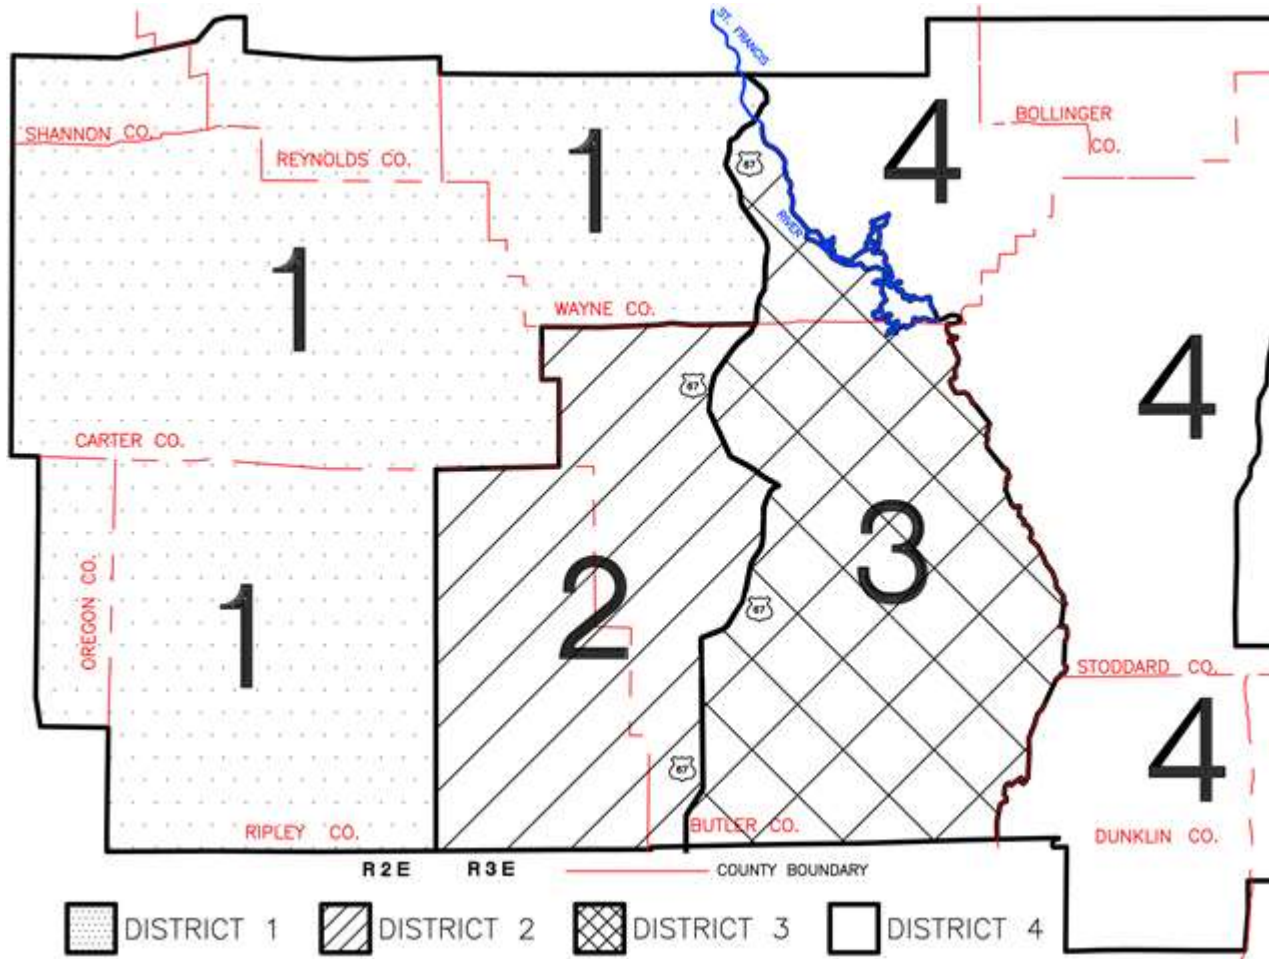 ST. FRANCIS
BOLLINGER
CO.
4
SHANNON CO.
REYNOLDS CO.
1
67
RIVER
1
WAYNE CO.
67
4
CARTER CO.
3
OREGON CO.
1
2
67
STODDARD CO.
4
67
RIPLEY CO.
BUTLER CO.
DUNKLIN CO.
R2E R3E COUNTY BOUNDARY
DISTRICT 1 DISTRICT 2 DISTRICT 3 DISTRICT 4